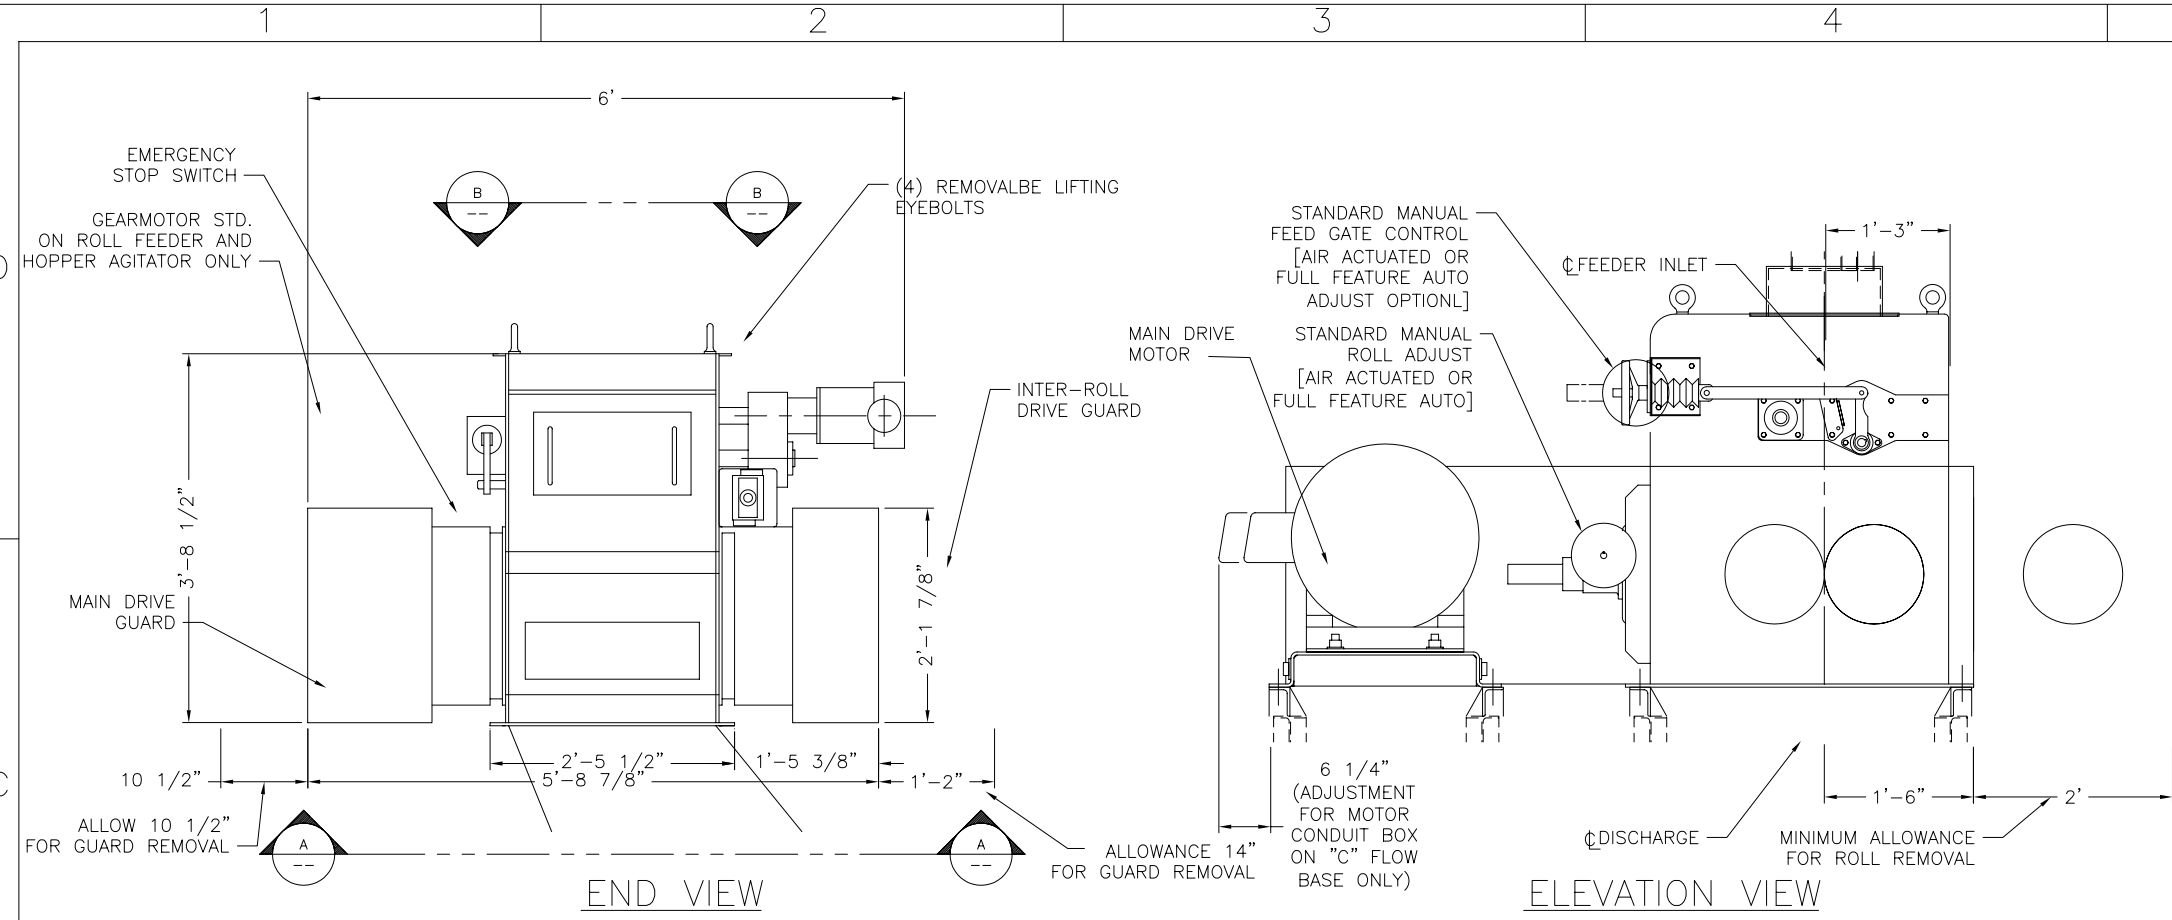 1
2
3
4
6'
EMERGENCY
STOP SWITCH
GEARMOTOR STD.
ON ROLL FEEDER AND
HOPPER AGITATOR ONLY
B
--
B
--
(4) REMOVALBE LIFTING
EYEBOLTS
INTER-ROLL
DRIVE GUARD
3'-8 1/2"
2'-1 7/8"
MAIN DRIVE
GUARD
2'-5 1/2"
1'-5 3/8"
10 1/2"
5'-8 7/8"
1'-2"
ALLOW 10 1/2"
FOR GUARD REMOVAL
A
--
A
--
ALLOWANCE 14"
FOR GUARD REMOVAL
END VIEW
STANDARD MANUAL
FEED GATE CONTROL
[AIR ACTUATED OR
FULL FEATURE AUTO
ADJUST OPTIONL]
℄FEEDER INLET
1'-3"
MAIN DRIVE
MOTOR
STANDARD MANUAL
ROLL ADJUST
[AIR ACTUATED OR
FULL FEATURE AUTO]
6 1/4"
(ADJUSTMENT
FOR MOTOR
CONDUIT BOX
ON "C" FLOW
BASE ONLY)
1'-6"
2'
℄DISCHARGE
MINIMUM ALLOWANCE
FOR ROLL REMOVAL
ELEVATION VIEW